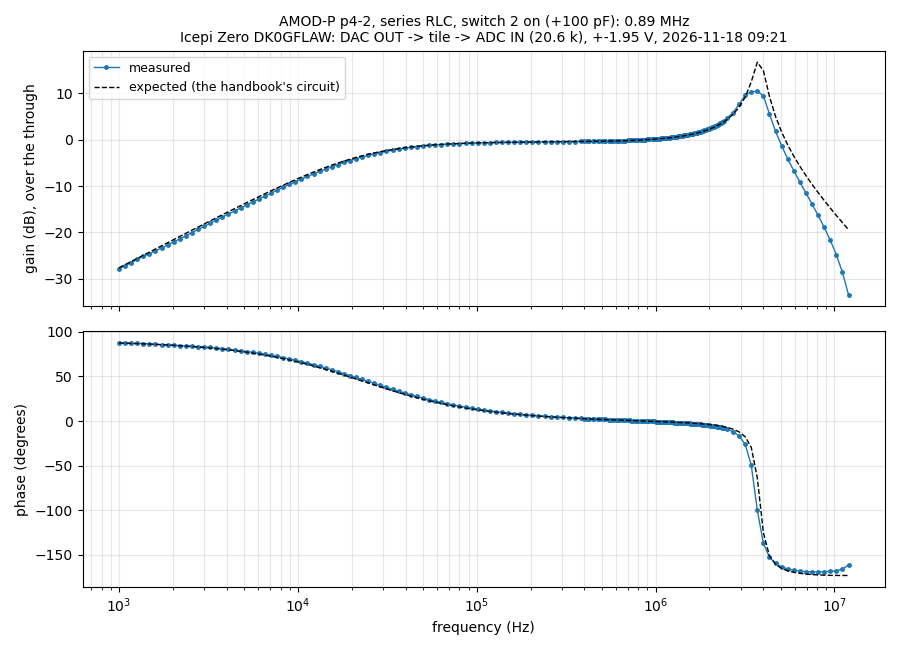 AMOD-P p4-2, series RLC, switch 2 on (+100 pF): 0.89 MHz
Icepi Zero DK0GFLAW: DAC OUT -> tile -> ADC IN (20.6 k), +-1.95 V, 2026-11-18 09:21
measured
expected (the handbook's circuit)
gain (dB), over the through
10
0
−10
−20
−30
phase (degrees)
100
50
0
−50
−100
−150
10³
10⁴
10⁵
10⁶
10⁷
frequency (Hz)